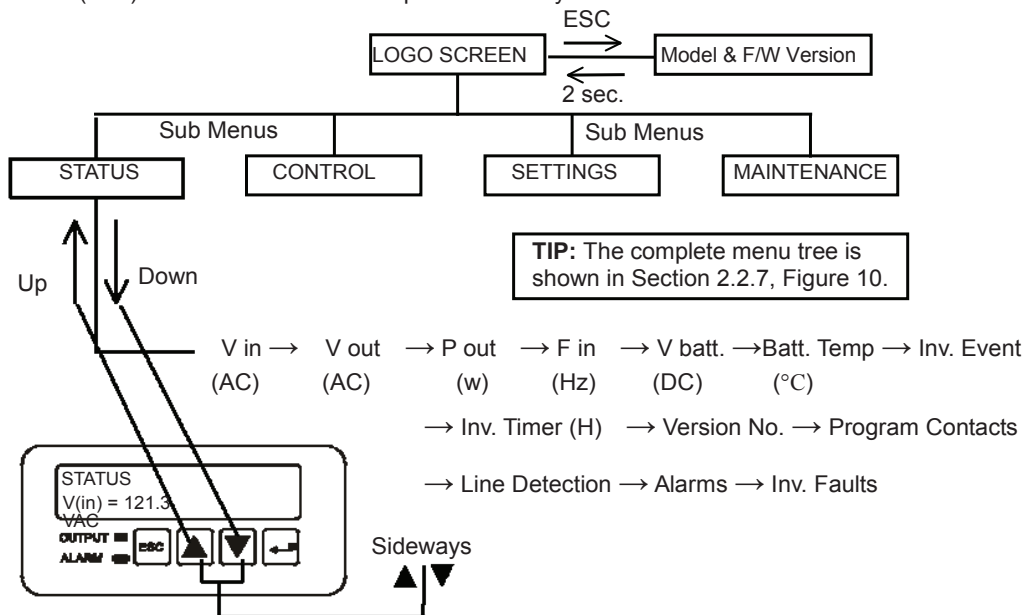 ESC
LOGO SCREEN
Model & F/W Version
2 sec.
Sub Menus
Sub Menus
STATUS
CONTROL
SETTINGS
MAINTENANCE
TIP: The complete menu tree is
shown in Section 2.2.7, Figure 10.
Up
Down
V in → V out → P out → F in → V batt. → Batt. Temp → Inv. Event
(AC) (AC) (w) (Hz) (DC) (°C)
→ Inv. Timer (H) → Version No. → Program Contacts
→ Line Detection → Alarms → Inv. Faults
STATUS
V(in) = 121.3
VAC
OUTPUT
ALARM
ESC
Sideways